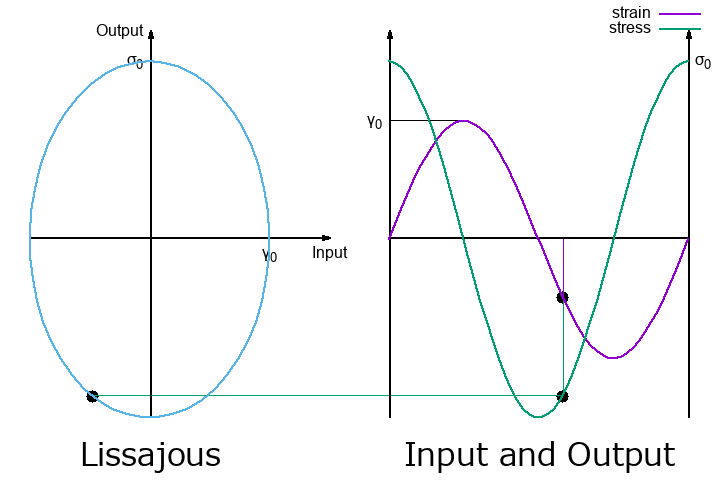 strain
stress
Output
σ0
σ0
γ0
γ0
Input
Lissajous
Input and Output